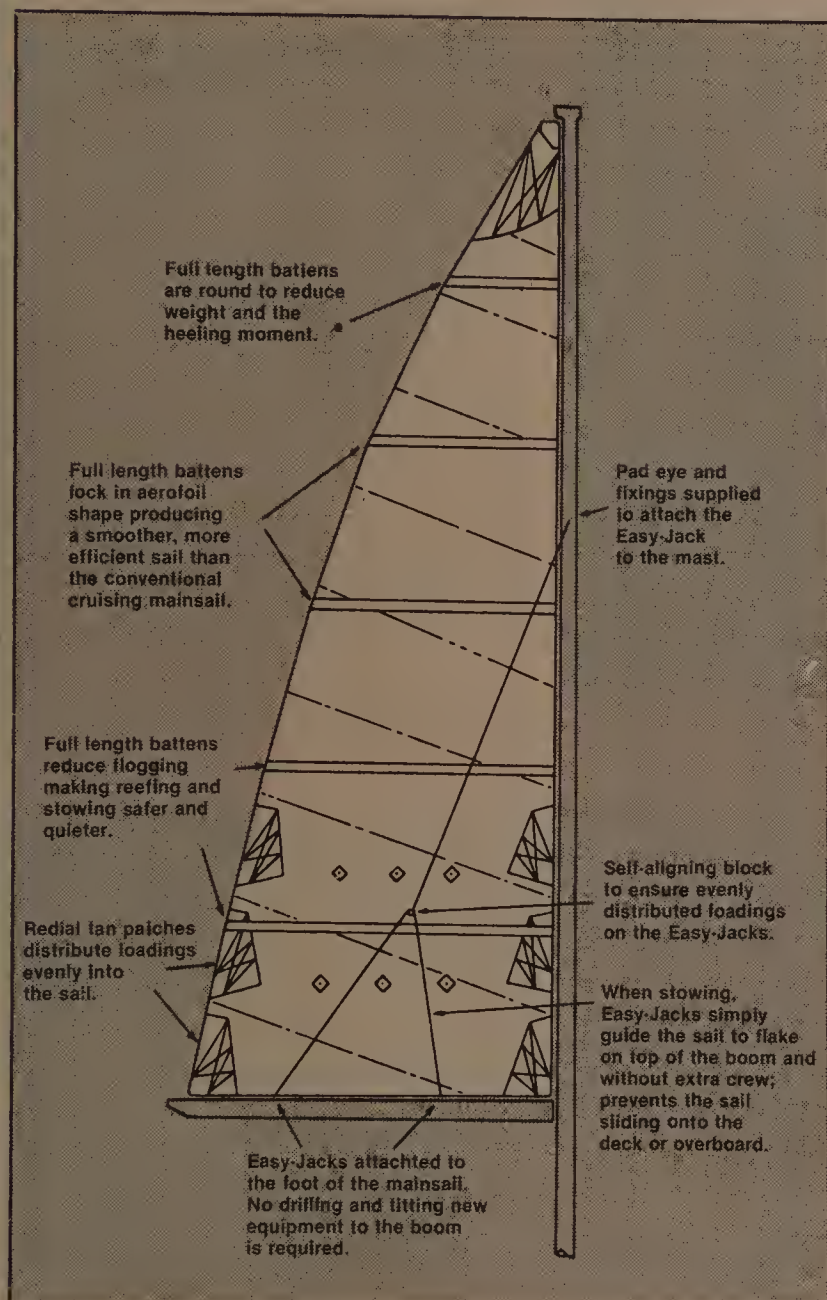 Full length battens
are round to reduce
weight and the
heeling moment.
Full length battens
lock in aerofoil
shape producing
a smoother, more
efficient sail than
the conventional
cruising mainsail.
Pad eye and
fixings supplied
to attach the
Easy-Jack
to the mast.
Full length battens
reduce flogging
making reefing and
stowing safer and
quieter.
Self-aligning block
to ensure evenly
distributed loadings
on the Easy-Jacks.
Redial fan patches
distribute loadings
evenly into
the sail.
When stowing,
Easy-Jacks simply
guide the sail to flake
on top of the boom and
without extra crew;
prevents the sail
sliding onto the
deck or overboard.
Easy-Jacks attachted to
the foot of the mainsail.
No drilling and fitting new
equipment to the boom
is required.